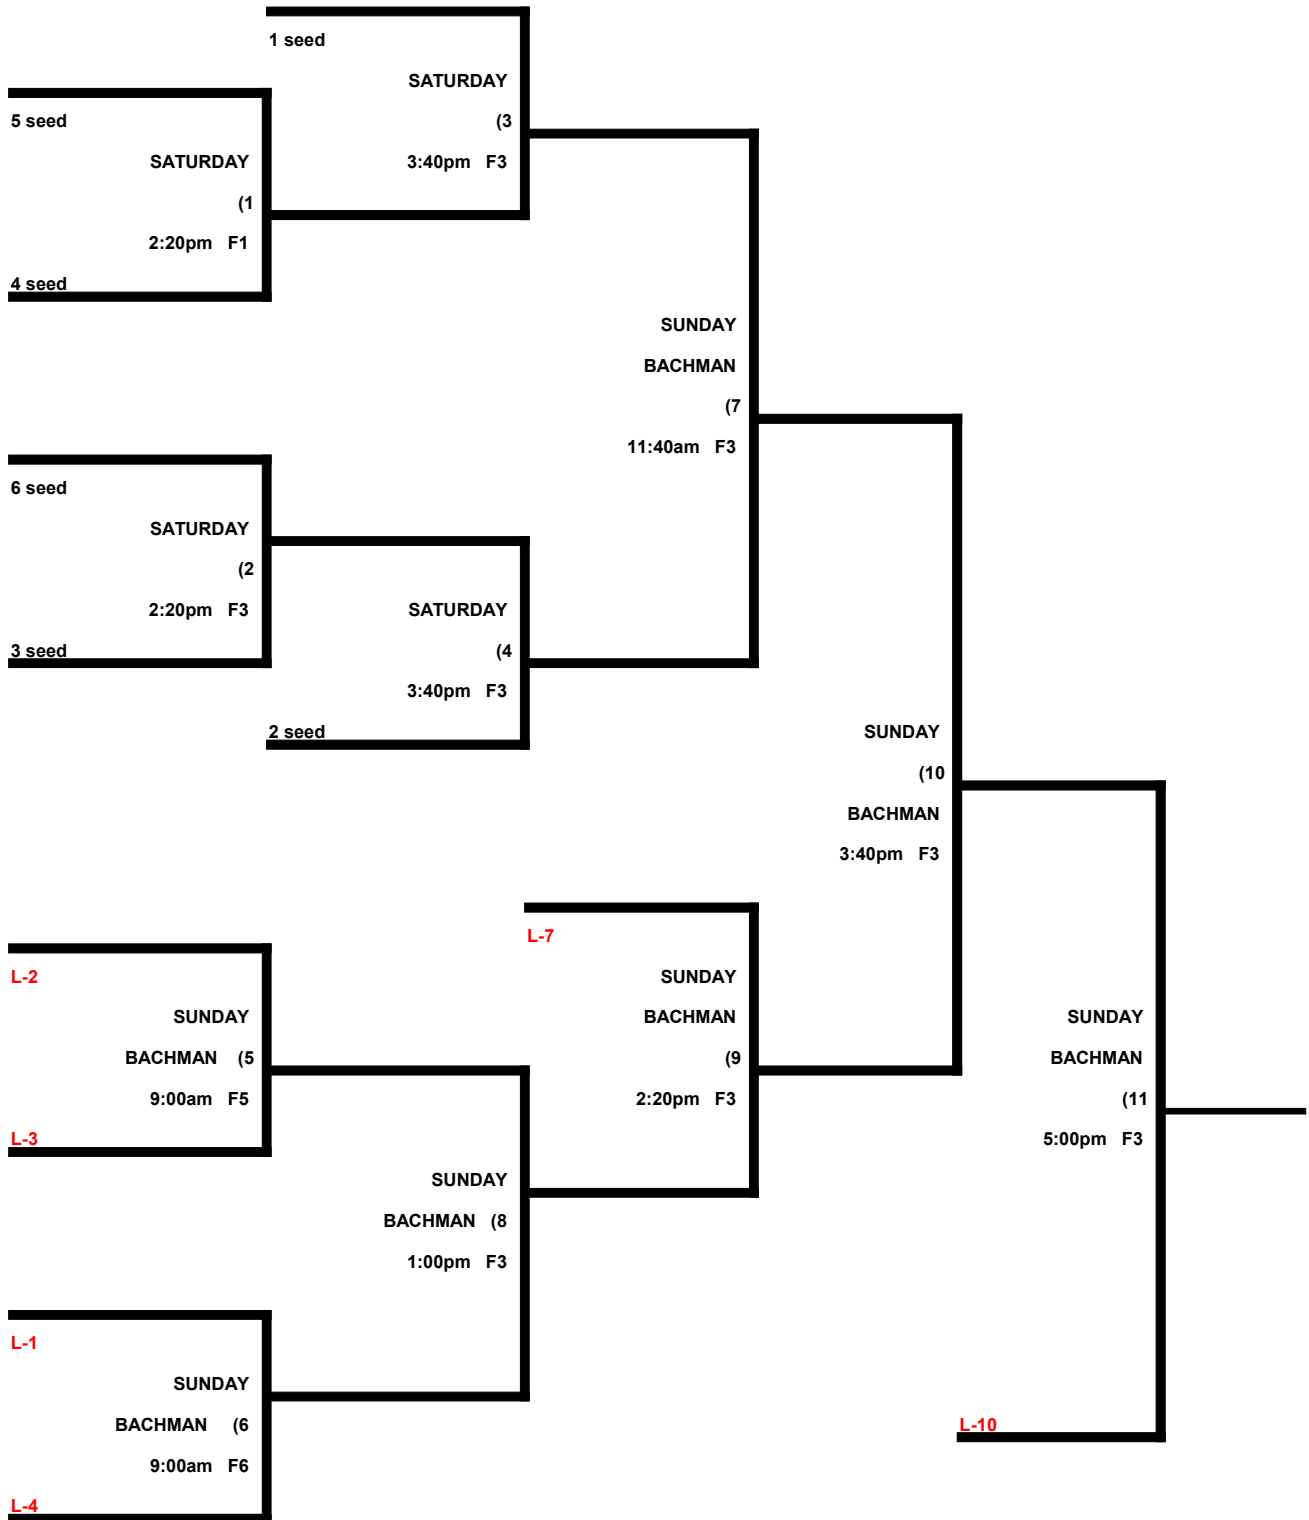 1 seed
SATURDAY
(3
3:40pm F3
5 seed
SATURDAY
(1
2:20pm F1
4 seed
SUNDAY
BACHMAN
(7
11:40am F3
6 seed
SATURDAY
(2
2:20pm F3
3 seed
SATURDAY
(4
3:40pm F3
2 seed
SUNDAY
(10
BACHMAN
3:40pm F3
L-7
SUNDAY
BACHMAN
(9
2:20pm F3
L-2
SUNDAY
BACHMAN (5
9:00am F5
L-3
SUNDAY
BACHMAN
(11
5:00pm F3
SUNDAY
BACHMAN (8
1:00pm F3
L-1
SUNDAY
BACHMAN (6
9:00am F6
L-4
L-10